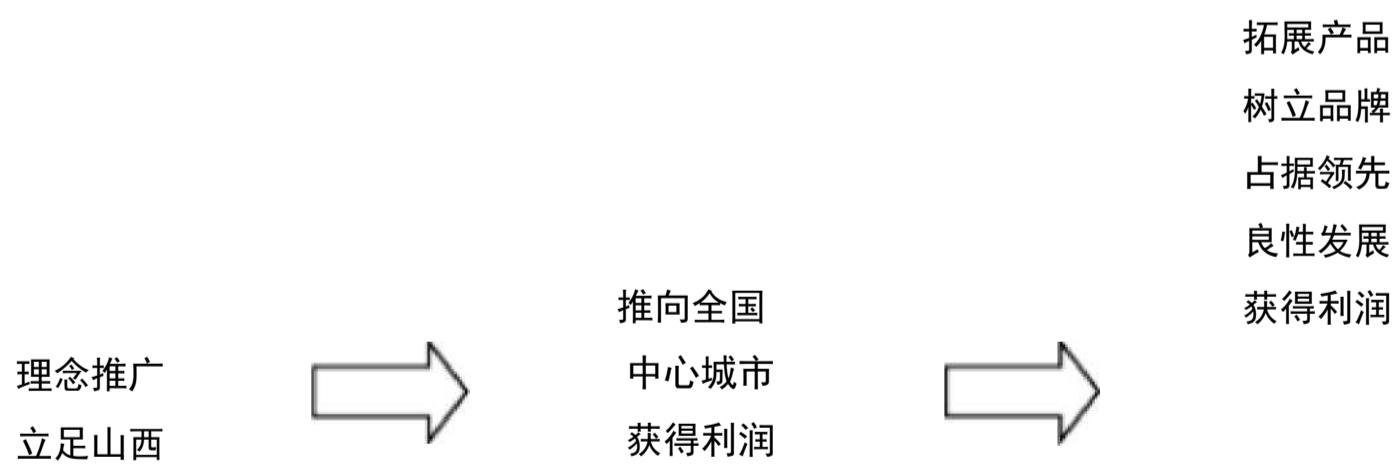 理念推广
立足山西
推向全国
中心城市
获得利润
拓展产品
树立品牌
占据领先
良性发展
获得利润